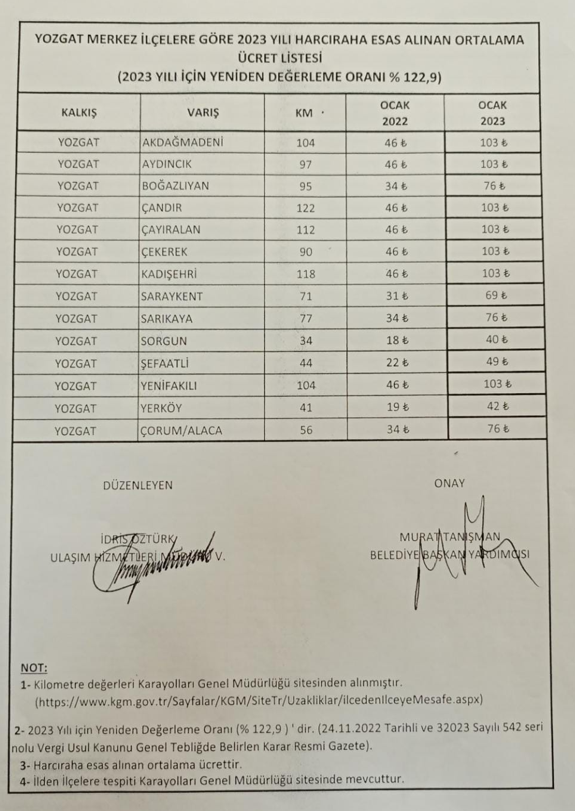 YOZGAT MERKEZ İLÇELERE GÖRE 2023 YILI HARCIRAHA ESAS ALINAN ORTALAMA
ÜCRET LİSTESİ
(2023 YILI İÇİN YENİDEN DEĞERLEME ORANI % 122,9)
KALKIŞ VARIŞ KM OCAK 2022 OCAK 2023
YOZGAT AKDAĞMADENİ 104 46 ₺ 103 ₺
YOZGAT AYDINCIK 97 46 ₺ 103 ₺
YOZGAT BOĞAZLIYAN 95 34 ₺ 76 ₺
YOZGAT ÇANDIR 122 46 ₺ 103 ₺
YOZGAT ÇAYIRALAN 112 46 ₺ 103 ₺
YOZGAT ÇEKEREK 90 46 ₺ 103 ₺
YOZGAT KADIŞEHRİ 118 46 ₺ 103 ₺
YOZGAT SARAYKENT 71 31 ₺ 69 ₺
YOZGAT SARIKAYA 77 34 ₺ 76 ₺
YOZGAT SORGUN 34 18 ₺ 40 ₺
YOZGAT ŞEFAATLİ 44 22 ₺ 49 ₺
YOZGAT YENİFAKILI 104 46 ₺ 103 ₺
YOZGAT YERKÖY 41 19 ₺ 42 ₺
YOZGAT ÇORUM/ALACA 56 34 ₺ 76 ₺
DÜZENLEYEN ONAY
İDRİS ÖZTÜRK MURAT TANIŞMAN
ULAŞIM HİZMETLERİ V. BELEDİYE BAŞKAN YARDIMCISI
NOT:
1- Kilometre değerleri Karayolları Genel Müdürlüğü sitesinden alınmıştır.
(https://www.kgm.gov.tr/Sayfalar/KGM/SiteTr/Uzakliklar/ilcedenIlceyeMesafe.aspx)
2- 2023 Yılı için Yeniden Değerleme Oranı (% 122,9 ) ' dir. (24.11.2022 Tarihli ve 32023 Sayılı 542 seri
nolu Vergi Usul Kanunu Genel Tebliğde Belirlen Karar Resmi Gazete).
3- Harcıraha esas alınan ortalama ücrettir.
4- İlden İlçelere tespiti Karayolları Genel Müdürlüğü sitesinde mevcuttur.